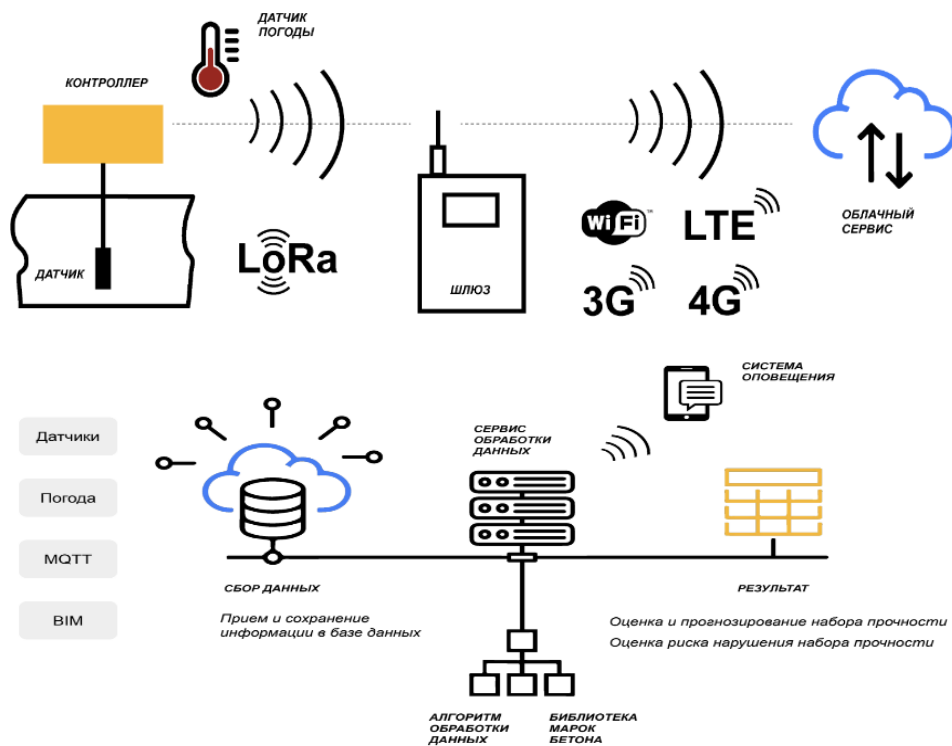 ДАТЧИК
ПОГОДЫ
КОНТРОЛЛЕР
ДАТЧИК
LoRa
ШЛЮЗ
WiFi™
LTE
3G
4G
ОБЛАЧНЫЙ
СЕРВИС
СИСТЕМА
ОПОВЕЩЕНИЯ
Датчики
Погода
MQTT
BIM
СЕРВИС
ОБРАБОТКИ
ДАННЫХ
СБОР ДАННЫХ
Прием и сохранение
информации в базе данных
РЕЗУЛЬТАТ
Оценка и прогнозирование набора прочности
Оценка риска нарушения набора прочности
АЛГОРИТМ
ОБРАБОТКИ
ДАННЫХ
БИБЛИОТЕКА
МАРОК
БЕТОНА